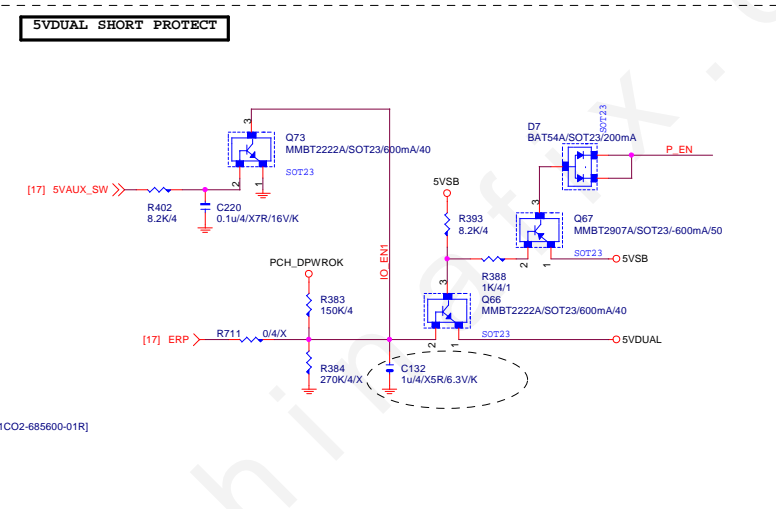 5VDUAL SHORT PROTECT
3
Q73
MMBT2222A/SOT23/600mA/40
SOT23
2
1
[17] 5VAUX_SW
R402
8.2K/4
C220
0.1u/4/X7R/16V/K
D7
BAT54A/SOT23/200mA
SOT23
P_EN
5VSB
R393
8.2K/4
3
Q67
MMBT2907A/SOT23/-600mA/50
SOT23
2
1
5VSB
R388
1K/4/1
PCH_DPWROK
IO_EN1
R383
150K/4
3
Q66
MMBT2222A/SOT23/600mA/40
SOT23
2
1
5VDUAL
[17] ERP
R711
0/4/X
R384
270K/4/X
C132
1u/4/X5R/6.3V/K
1CO2-685600-01R]